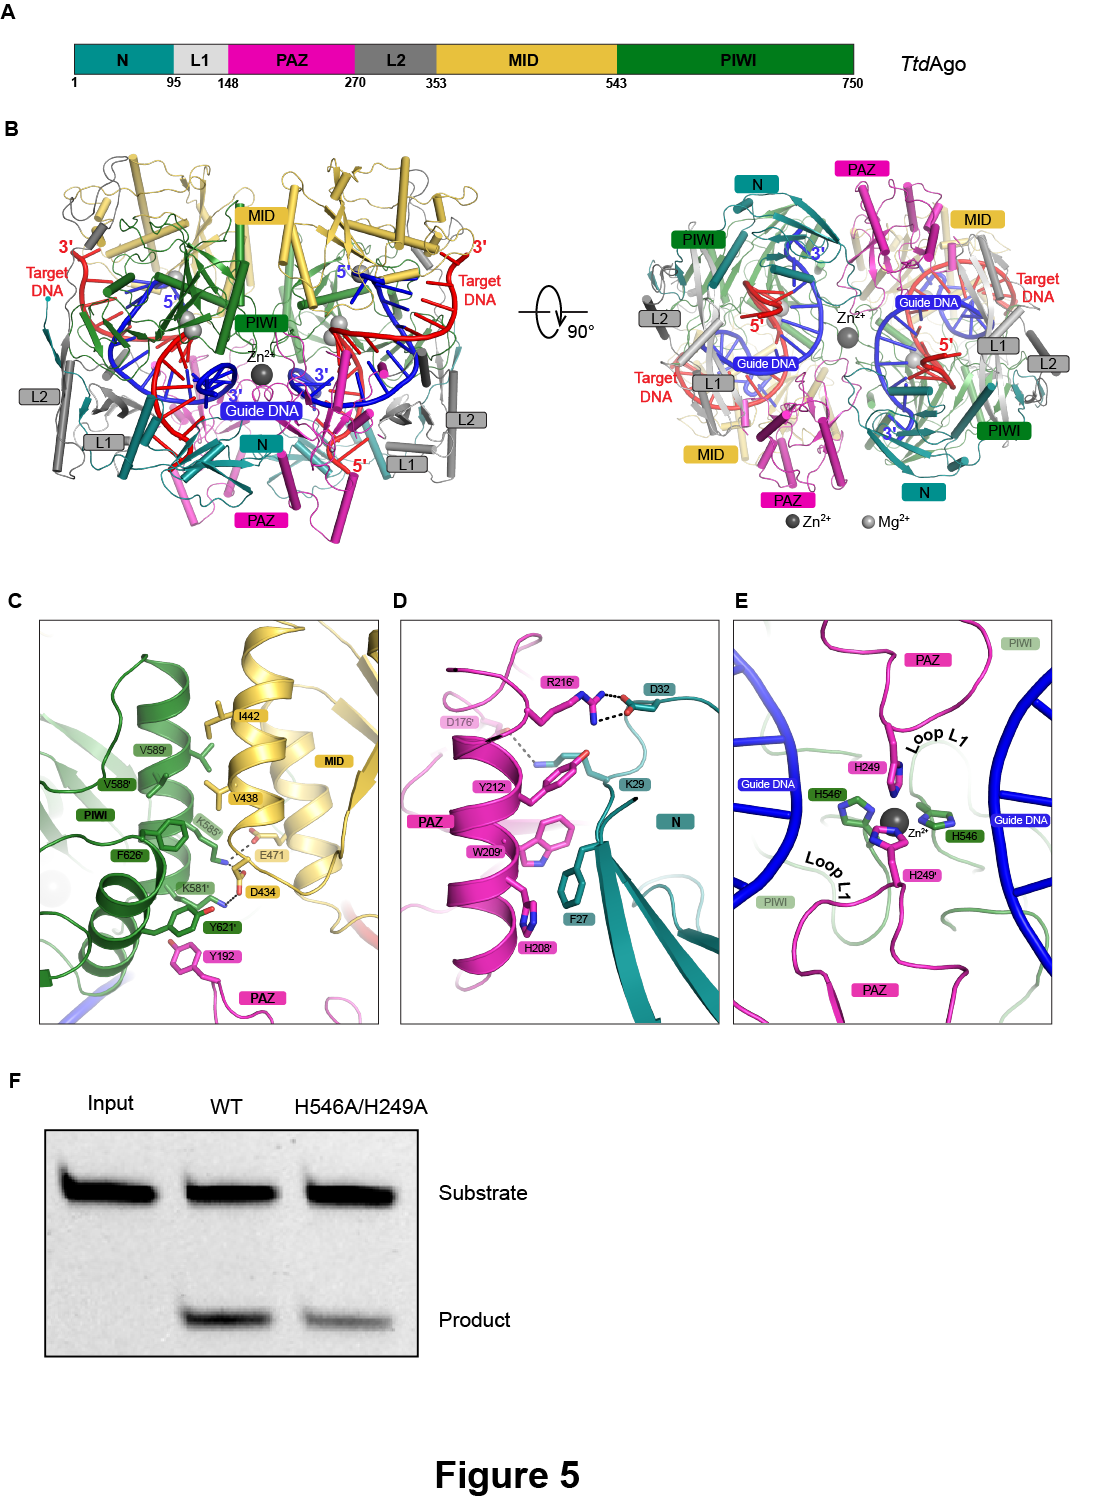 A
N L1 PAZ L2 MID PIWI
1 95 148 270 353 543 750
TtdAgo
B
MID
3'
3'
Target
DNA
5'
5'
Target
DNA
PIWI
Zn2+
3'
3'
Guide DNA
L2
L2
L1
N
L1
5'
PAZ
90°
PAZ
N
MID
PIWI
3'
Target
DNA
Guide DNA
Zn2+
L2
5'
5'
L1
L2
Guide DNA
Target
DNA
L1
3'
PIWI
MID
N
PAZ
Zn2+ Mg2+
C
I442
V589'
MID
V588'
V438
PIWI
K585'
F626'
E471
K581'
D434
Y621'
Y192
PAZ
D
R216'
D32
D176'
Y212'
K29
PAZ
N
W209'
F27
H208'
E
PIWI
PAZ
Loop L1
H249
Guide DNA
H546'
Zn2+
H546
Guide DNA
Loop L1
H249'
PIWI
PAZ
F
Input WT H546A/H249A
Substrate
Product
Figure 5